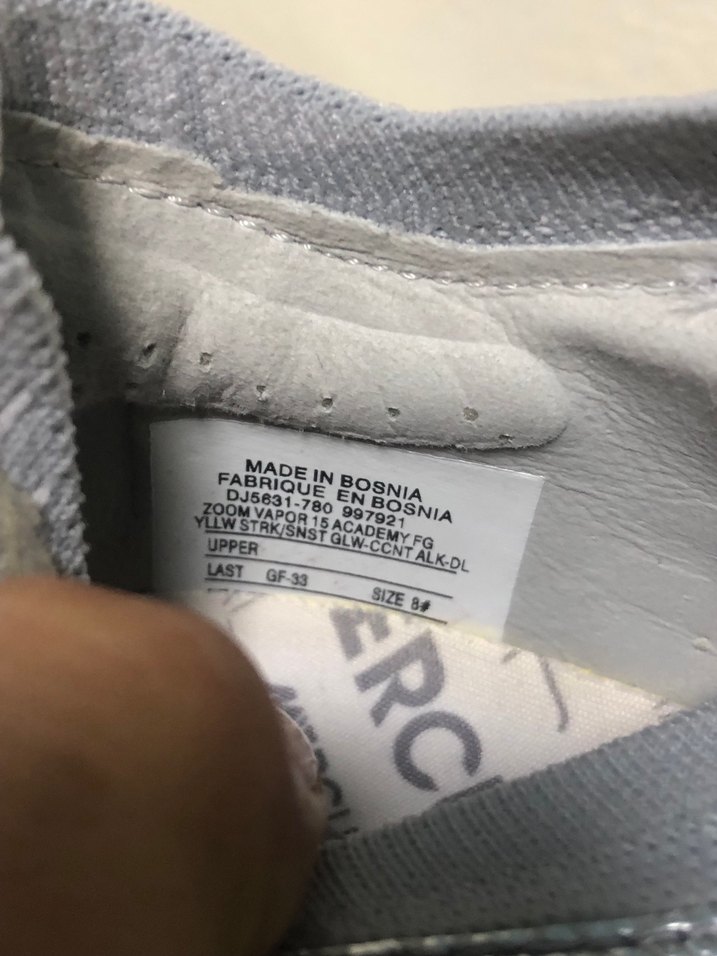 MADE IN BOSNIA
FABRIQUE EN BOSNIA
DJ5631-780 997921
ZOOM VAPOR 15 ACADEMY FG
YLLW STRK/SNST GLW-CCNT ALK-DL
UPPER
LAST GF-33 SIZE 8#
ERC